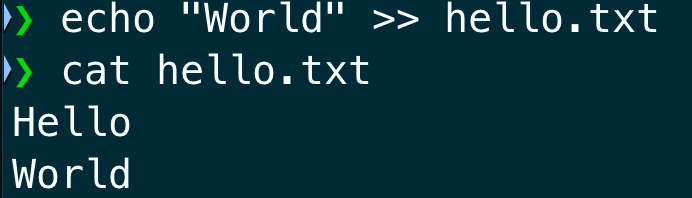 ❯ echo "World" >> hello.txt
❯ cat hello.txt
Hello
World